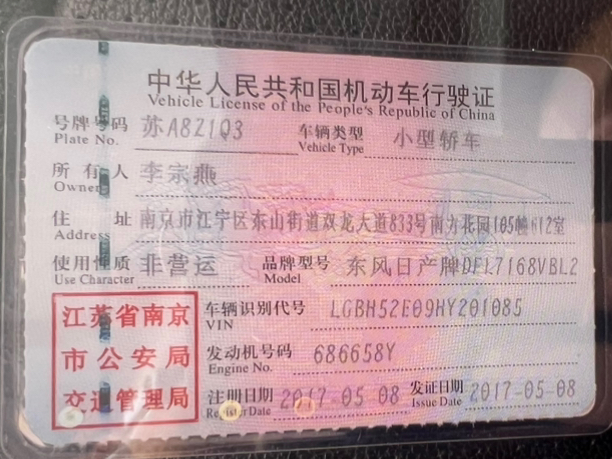 中华人民共和国机动车行驶证
Vehicle License of the People's Republic of China
号牌号码 苏A8Z1Q3 车辆类型 小型轿车
Plate No. Vehicle Type
所有人 李宗燕
Owner
住址 南京市江宁区东山街道双龙大道833号南方花园105幢612室
Address
使用性质 非营运 品牌型号 东风日产牌DFL7168VBL2
Use Character Model
江苏省南京
市公安局
交通管理局
车辆识别代号 LGBH52E09HY201085
VIN
发动机号码 686658Y
Engine No.
注册日期 2017-05-08 发证日期 2017-05-08
Register Date Issue Date